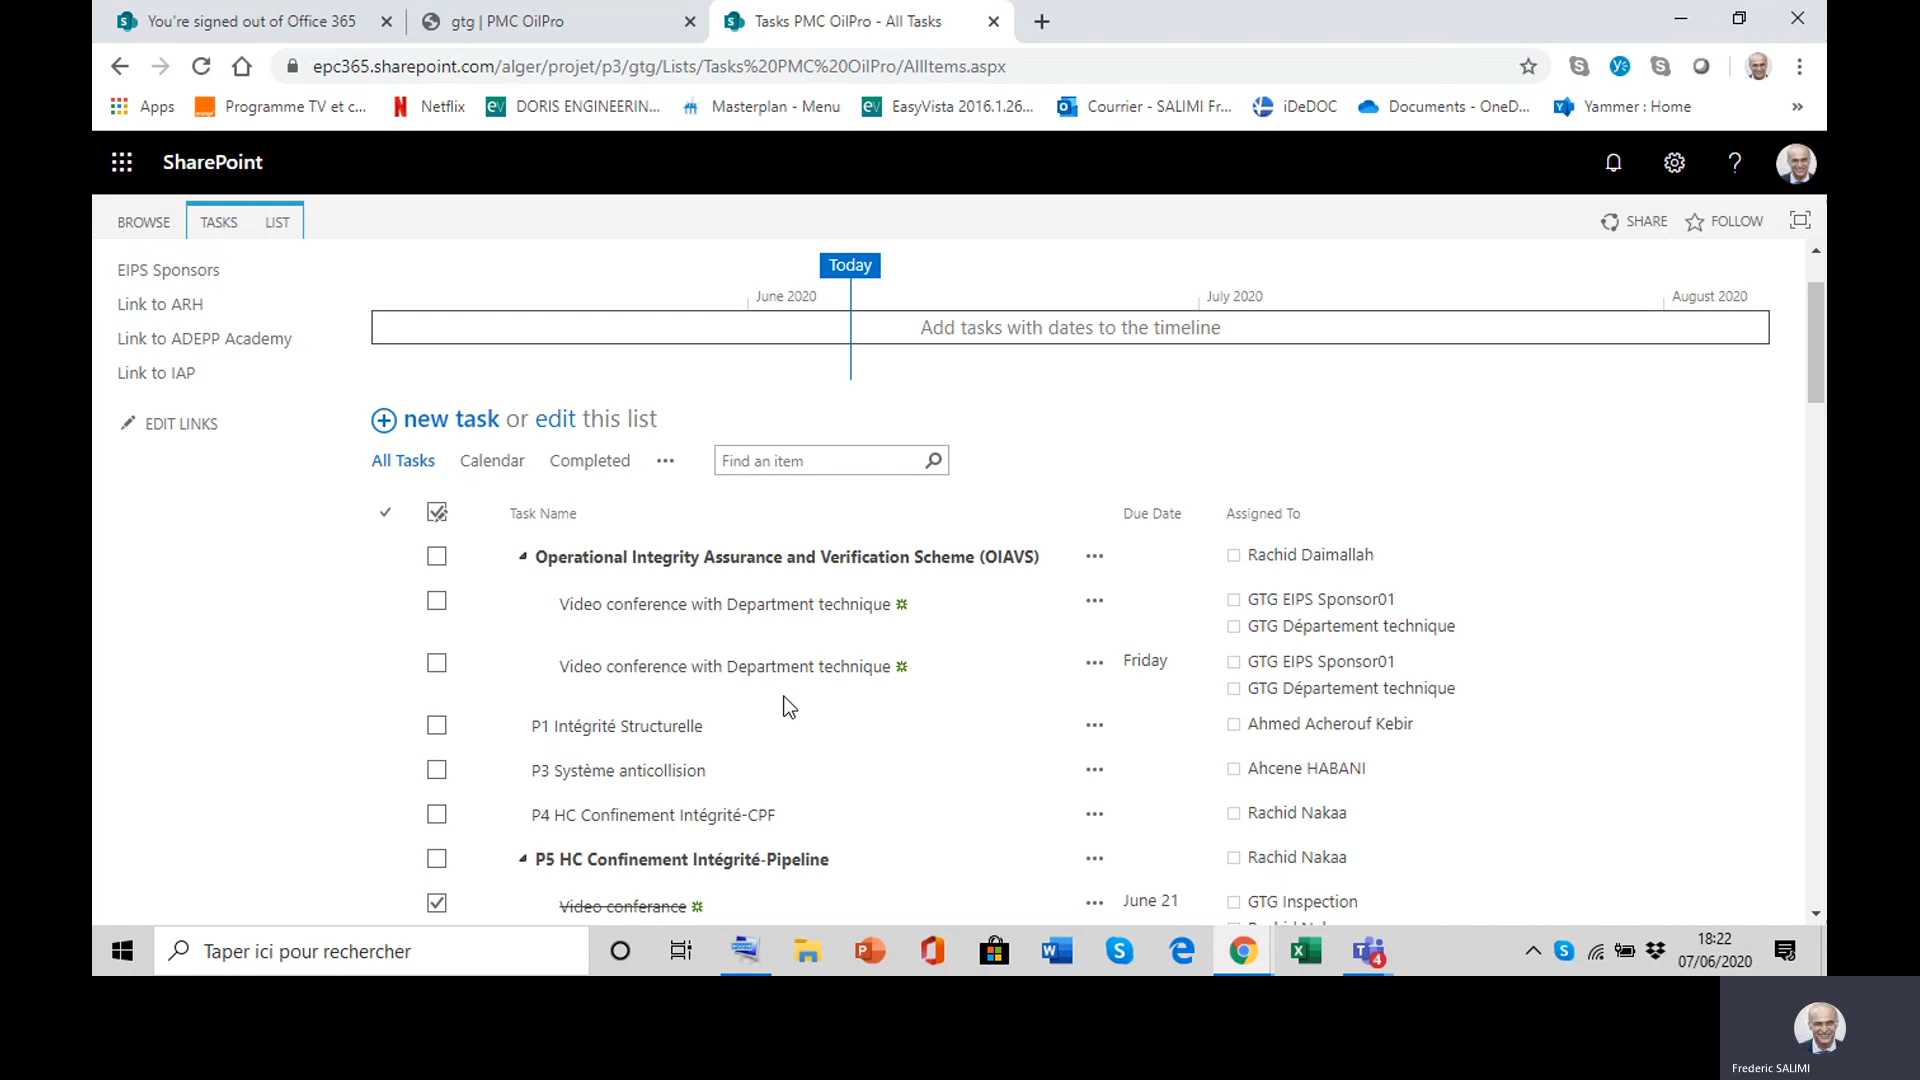 You're signed out of Office 365
gtg | PMC OilPro
Tasks PMC OilPro - All Tasks
epc365.sharepoint.com/alger/projet/p3/gtg/Lists/Tasks%20PMC%20OilPro/AllItems.aspx
Apps
Programme TV et c...
Netflix
DORIS ENGINEERIN...
Masterplan - Menu
EasyVista 2016.1.26...
Courrier - SALIMI Fr...
iDeDOC
Documents - OneD...
Yammer : Home
SharePoint
BROWSE
TASKS
LIST
SHARE
FOLLOW
EIPS Sponsors
Link to ARH
Link to ADEPP Academy
Link to IAP
EDIT LINKS
Today
June 2020
July 2020
August 2020
Add tasks with dates to the timeline
new task or edit this list
All Tasks
Calendar
Completed
Find an item
Task Name
Due Date
Assigned To
Operational Integrity Assurance and Verification Scheme (OIAVS)
Rachid Daimallah
Video conference with Department technique
GTG EIPS Sponsor01
GTG Département technique
Video conference with Department technique
Friday
GTG EIPS Sponsor01
GTG Département technique
P1 Intégrité Structurelle
Ahmed Acherouf Kebir
P3 Système anticollision
Ahcene HABANI
P4 HC Confinement Intégrité-CPF
Rachid Nakaa
P5 HC Confinement Intégrité-Pipeline
Rachid Nakaa
Video conferance
June 21
GTG Inspection
Taper ici pour rechercher
4
18:22
07/06/2020
Frederic SALIMI